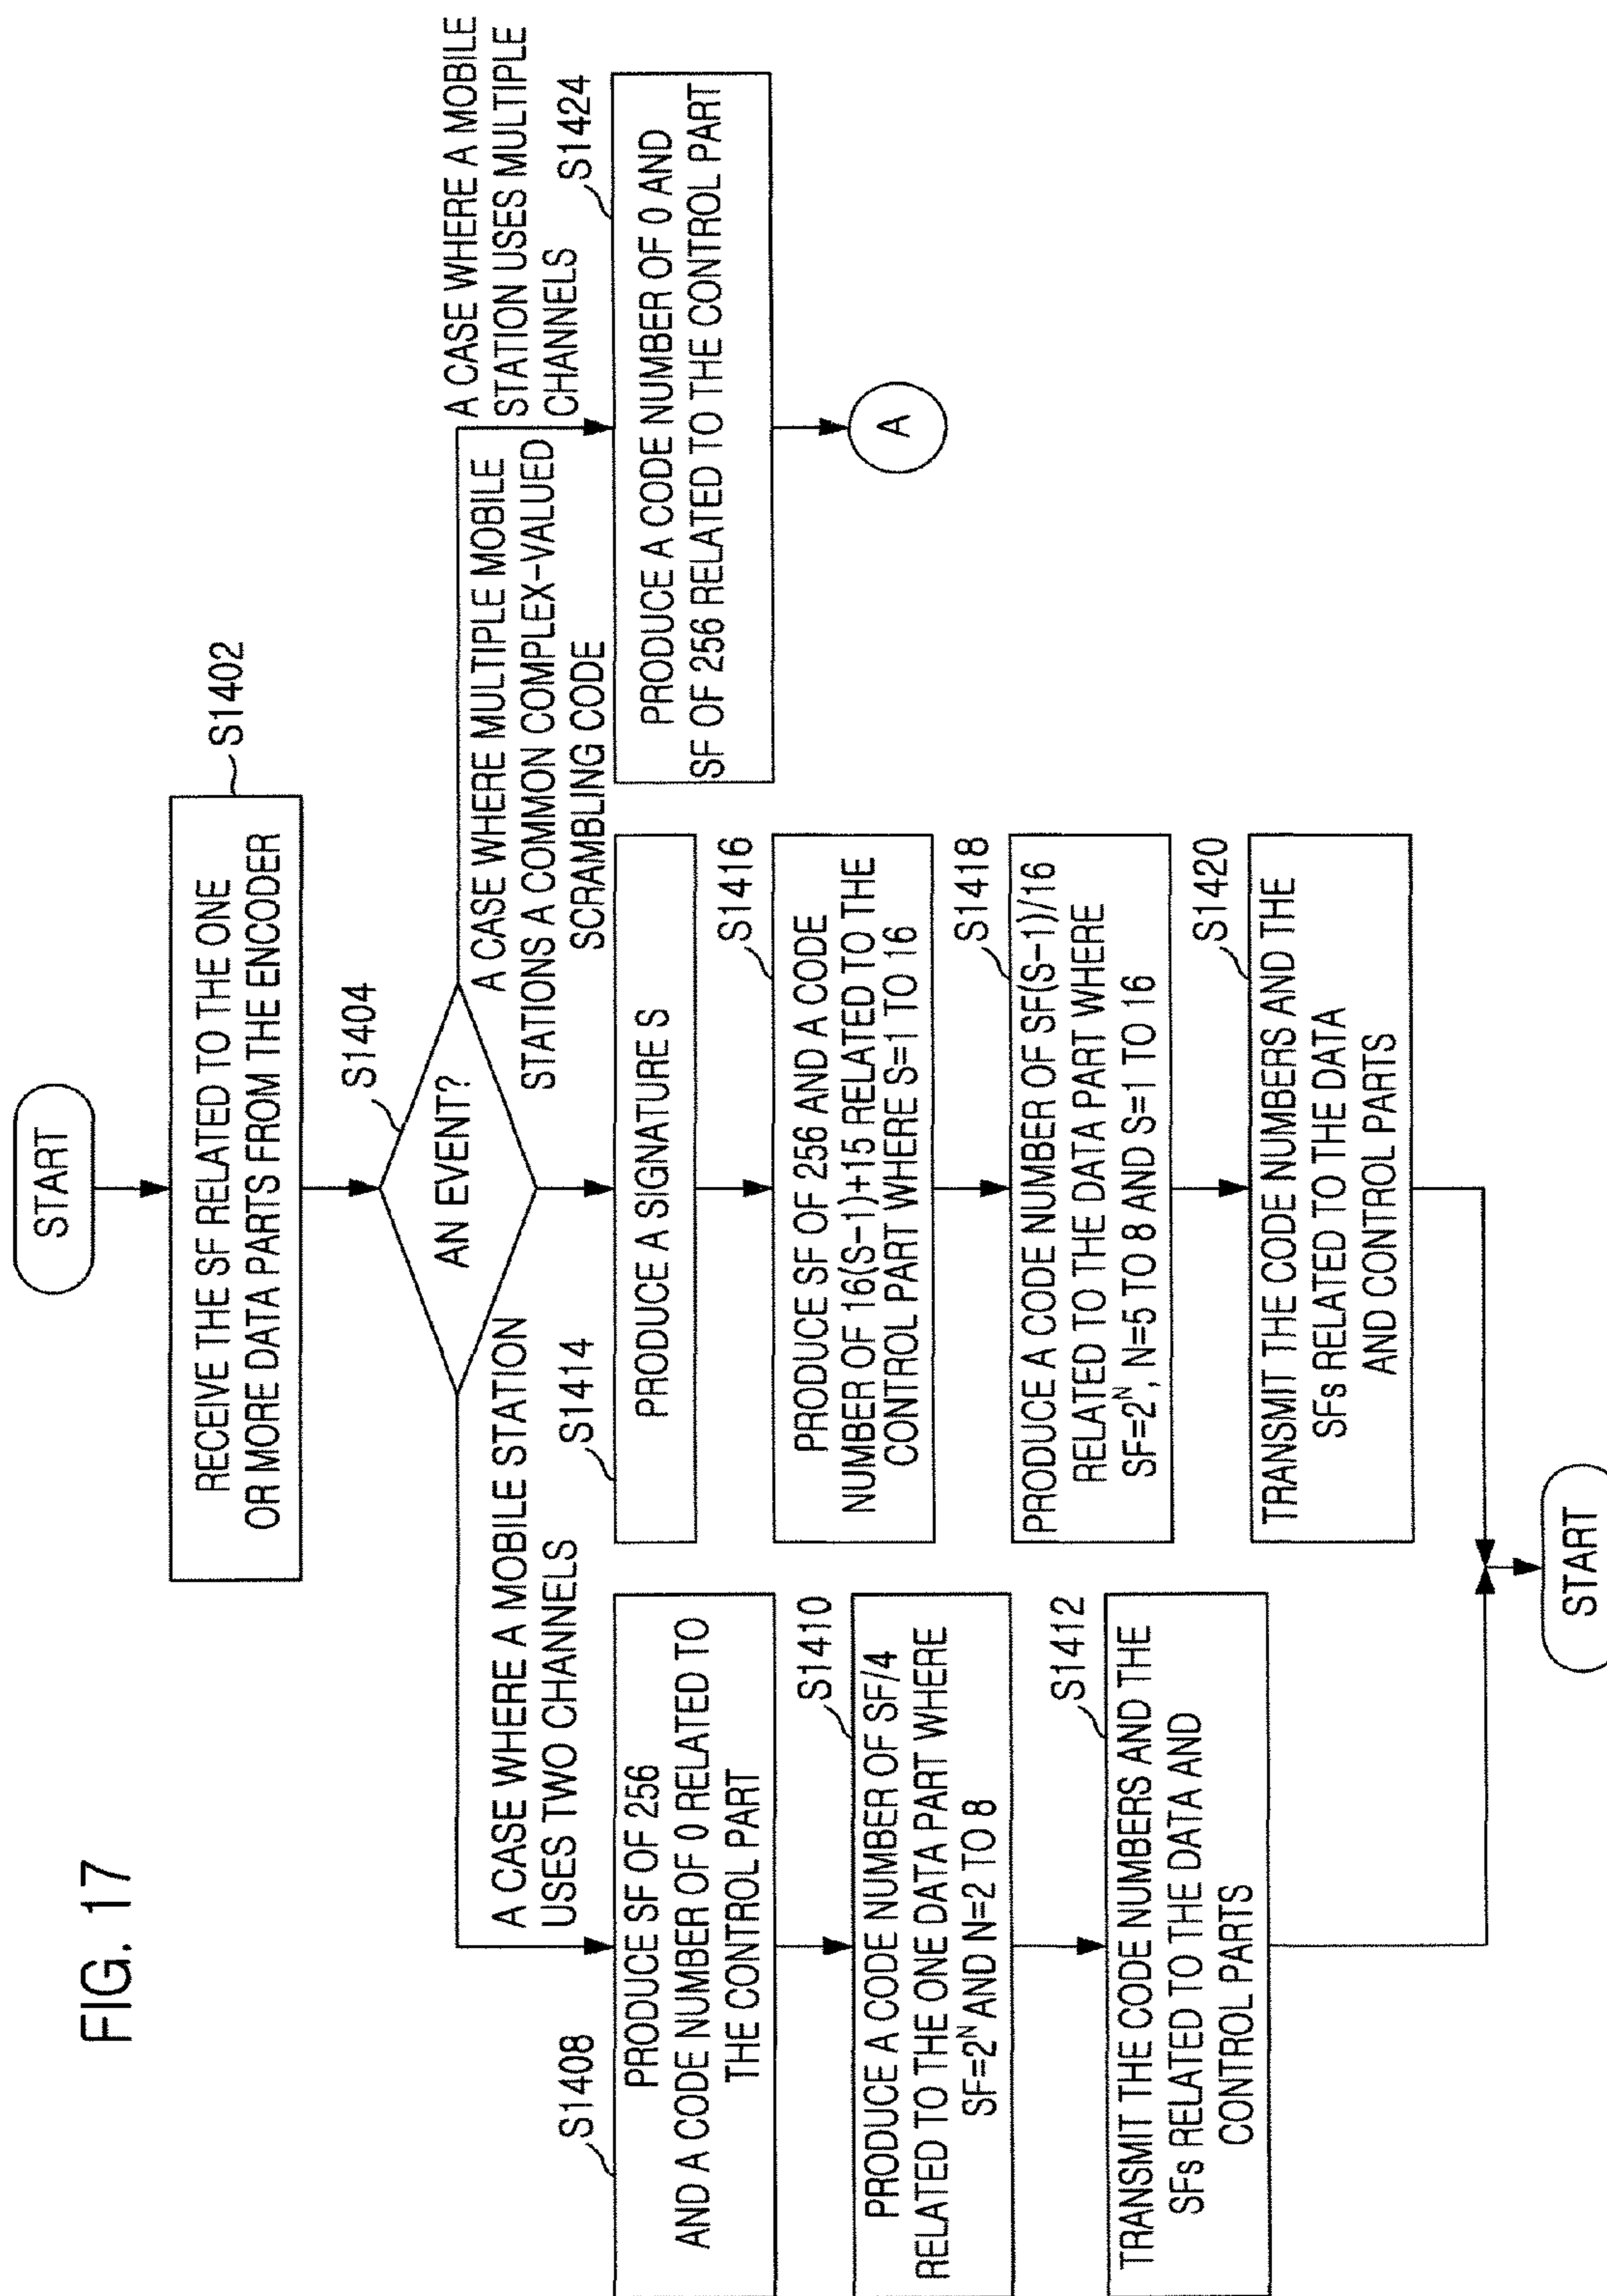 FIG. 17
START
RECEIVE THE SF RELATED TO THE ONE
OR MORE DATA PARTS FROM THE ENCODER
S1402
AN EVENT?
S1404
A CASE WHERE A MOBILE STATION
USES TWO CHANNELS
A CASE WHERE MULTIPLE MOBILE
STATIONS A COMMON COMPLEX-VALUED
SCRAMBLING CODE
A CASE WHERE A MOBILE
STATION USES MULTIPLE
CHANNELS
S1408
PRODUCE SF OF 256
AND A CODE NUMBER OF 0 RELATED TO
THE CONTROL PART
S1410
PRODUCE A CODE NUMBER OF SF/4
RELATED TO THE ONE DATA PART WHERE
SF=2^N AND N=2 TO 8
S1412
TRANSMIT THE CODE NUMBERS AND THE
SFs RELATED TO THE DATA AND
CONTROL PARTS
S1414
PRODUCE A SIGNATURE S
S1416
PRODUCE SF OF 256 AND A CODE
NUMBER OF 16(S-1)+15 RELATED TO THE
CONTROL PART WHERE S=1 TO 16
S1418
PRODUCE A CODE NUMBER OF SF(S-1)/16
RELATED TO THE DATA PART WHERE
SF=2^N, N=5 TO 8 AND S=1 TO 16
S1420
TRANSMIT THE CODE NUMBERS AND THE
SFs RELATED TO THE DATA
AND CONTROL PARTS
S1424
PRODUCE A CODE NUMBER OF 0 AND
SF OF 256 RELATED TO THE CONTROL PART
A
START